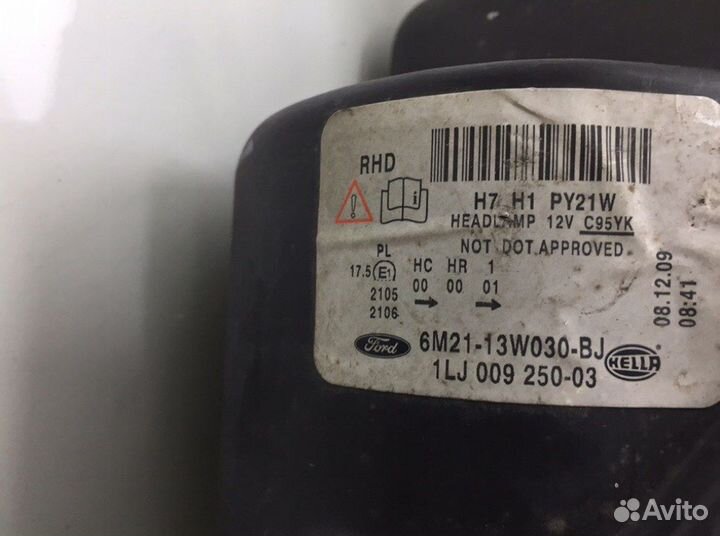 RHD
H7 H1 PY21W
HEADLAMP 12V C95YK
NOT DOT APPROVED
PL HC HR 1
17.5 E1 00 00 01
2105
2106
08.12.09
08:41
Ford 6M21-13W030-BJ HELLA
1LJ 009 250-03
Avito